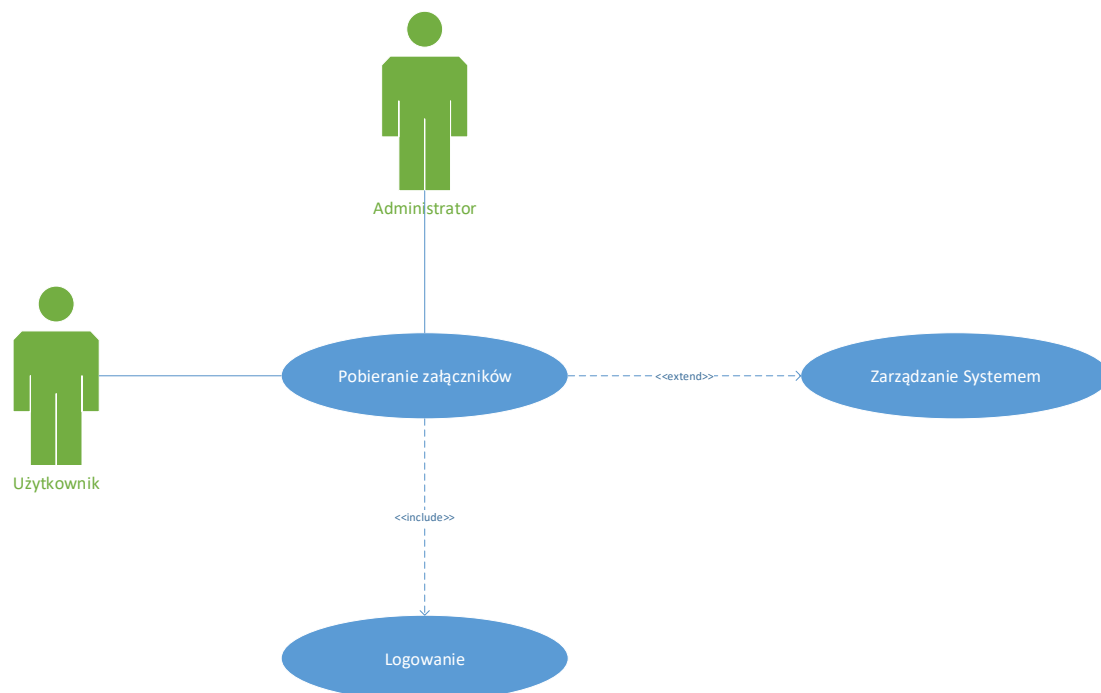 Administrator
Pobieranie załączników
<<extend>>
Zarządzanie Systemem
Użytkownik
<<include>>
Logowanie